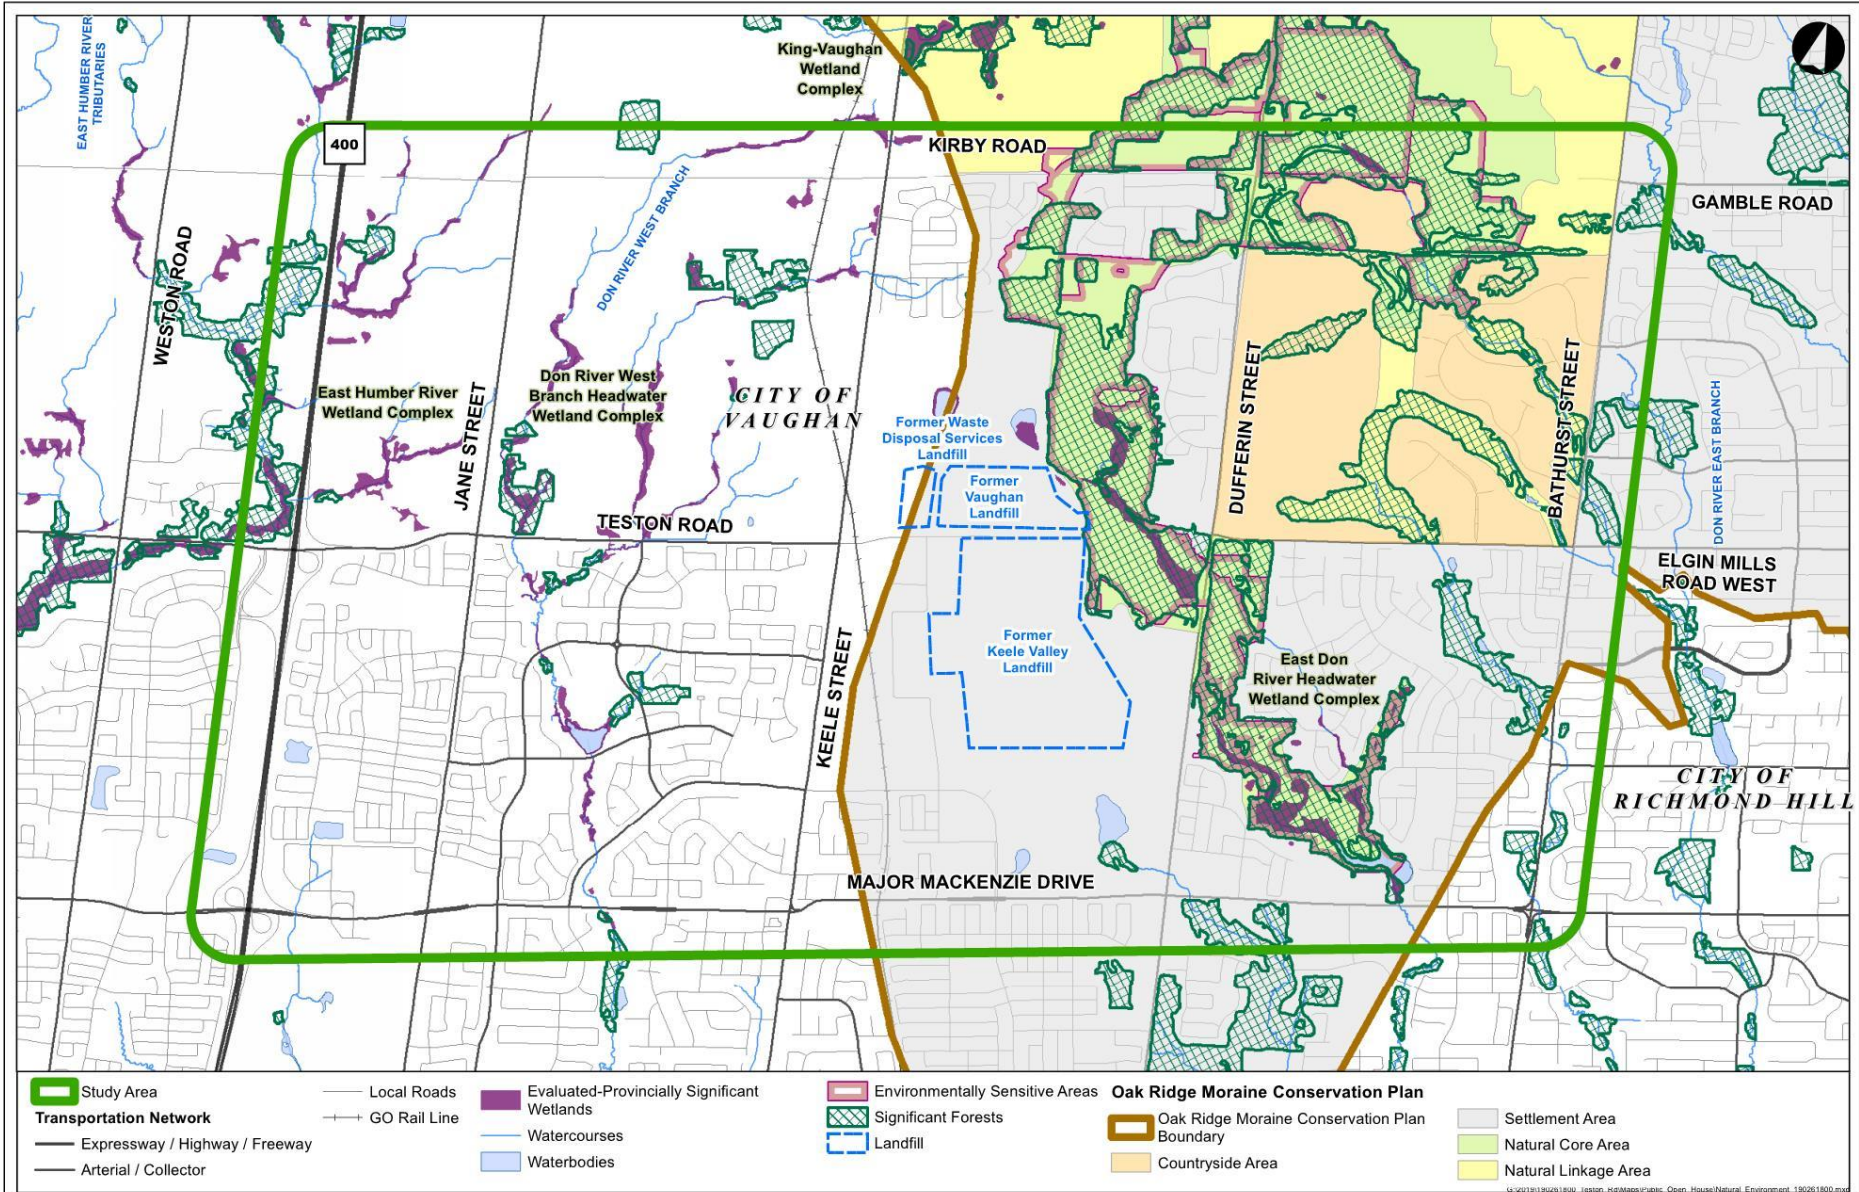 EAST HUMBER RIVER
TRIBUTARIES
King-Vaughan
Wetland
Complex
400
KIRBY ROAD
GAMBLE ROAD
DON RIVER WEST BRANCH
WESTON ROAD
East Humber River
Wetland Complex
JANE STREET
Don River West
Branch Headwater
Wetland Complex
CITY OF
VAUGHAN
Former Waste
Disposal Services
Landfill
Former
Vaughan
Landfill
DUFFERIN STREET
BATHURST STREET
DON RIVER EAST BRANCH
TESTON ROAD
ELGIN MILLS
ROAD WEST
KEELE STREET
Former
Keele Valley
Landfill
East Don
River Headwater
Wetland Complex
CITY OF
RICHMOND HILL
MAJOR MACKENZIE DRIVE
Study Area
Transportation Network
Expressway / Highway / Freeway
Arterial / Collector
Local Roads
GO Rail Line
Evaluated-Provincially Significant
Wetlands
Watercourses
Waterbodies
Environmentally Sensitive Areas
Significant Forests
Landfill
Oak Ridge Moraine Conservation Plan
Oak Ridge Moraine Conservation Plan
Boundary
Countryside Area
Settlement Area
Natural Core Area
Natural Linkage Area
G:\2019\190261800_Teston_Rd\Maps\Public_Open_House\Natural_Environment_190261800.mxd